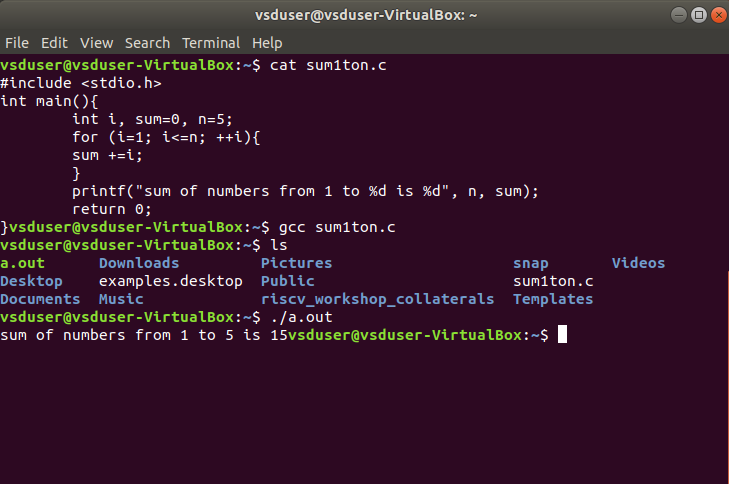 vsduser@vsduser-VirtualBox: ~
File Edit View Search Terminal Help
vsduser@vsduser-VirtualBox:~$ cat sum1ton.c
#include <stdio.h>
int main(){
        int i, sum=0, n=5;
        for (i=1; i<=n; ++i){
        sum +=i;
        }
        printf("sum of numbers from 1 to %d is %d", n, sum);
        return 0;
}vsduser@vsduser-VirtualBox:~$ gcc sum1ton.c
vsduser@vsduser-VirtualBox:~$ ls
a.out      Downloads         Pictures                     snap       Videos
Desktop    examples.desktop  Public                       sum1ton.c
Documents  Music             riscv_workshop_collaterals  Templates
vsduser@vsduser-VirtualBox:~$ ./a.out
sum of numbers from 1 to 5 is 15vsduser@vsduser-VirtualBox:~$